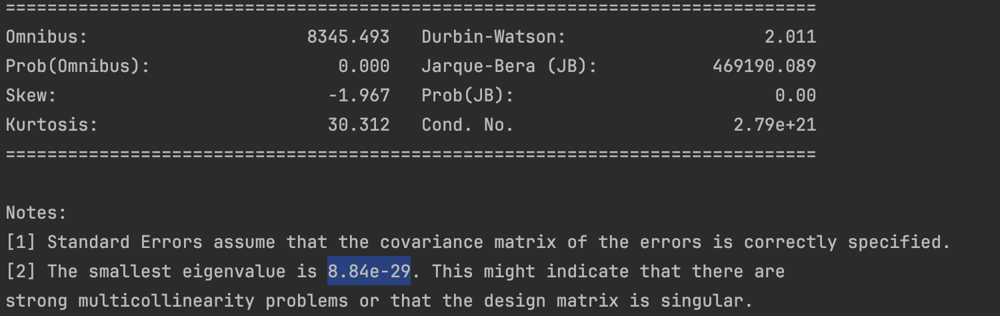 ==============================================================================
Omnibus:                     8345.493   Durbin-Watson:                   2.011
Prob(Omnibus):                  0.000   Jarque-Bera (JB):           469190.089
Skew:                          -1.967   Prob(JB):                         0.00
Kurtosis:                      30.312   Cond. No.                     2.79e+21
==============================================================================
Notes:
[1] Standard Errors assume that the covariance matrix of the errors is correctly specified.
[2] The smallest eigenvalue is 8.84e-29. This might indicate that there are
strong multicollinearity problems or that the design matrix is singular.